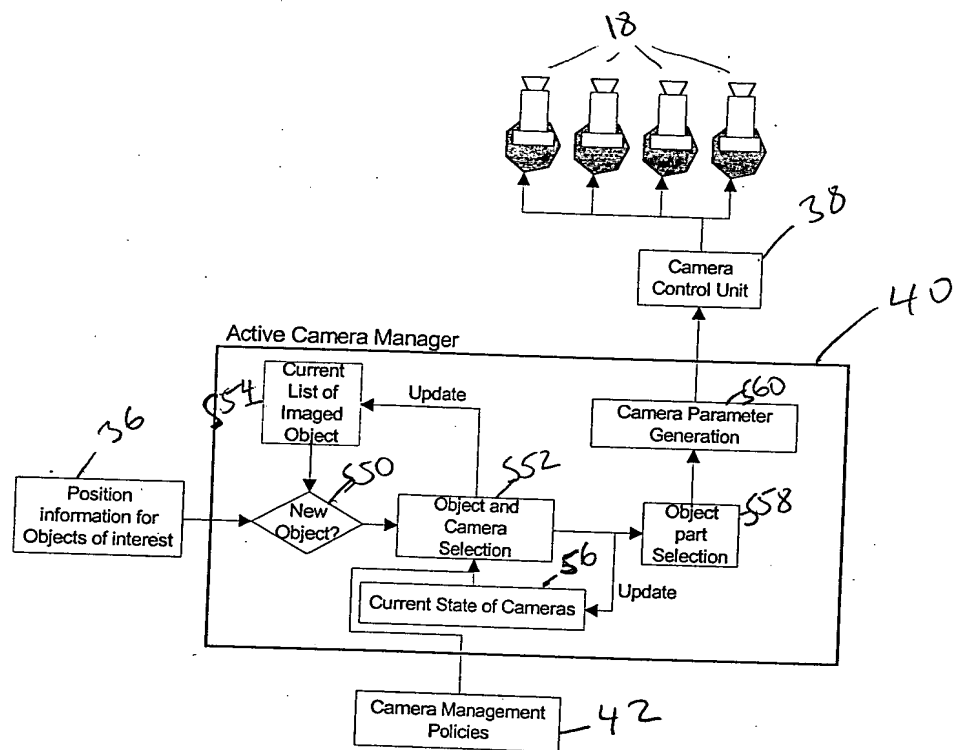 18
38
Camera
Control Unit
40
Active Camera Manager
554
Current
List of
Imaged
Object
Update
560
Camera Parameter
Generation
36
Position
information for
Objects of interest
550
New
Object?
552
Object and
Camera
Selection
558
Object
part
Selection
56
Current State of Cameras
Update
Camera Management
Policies
42